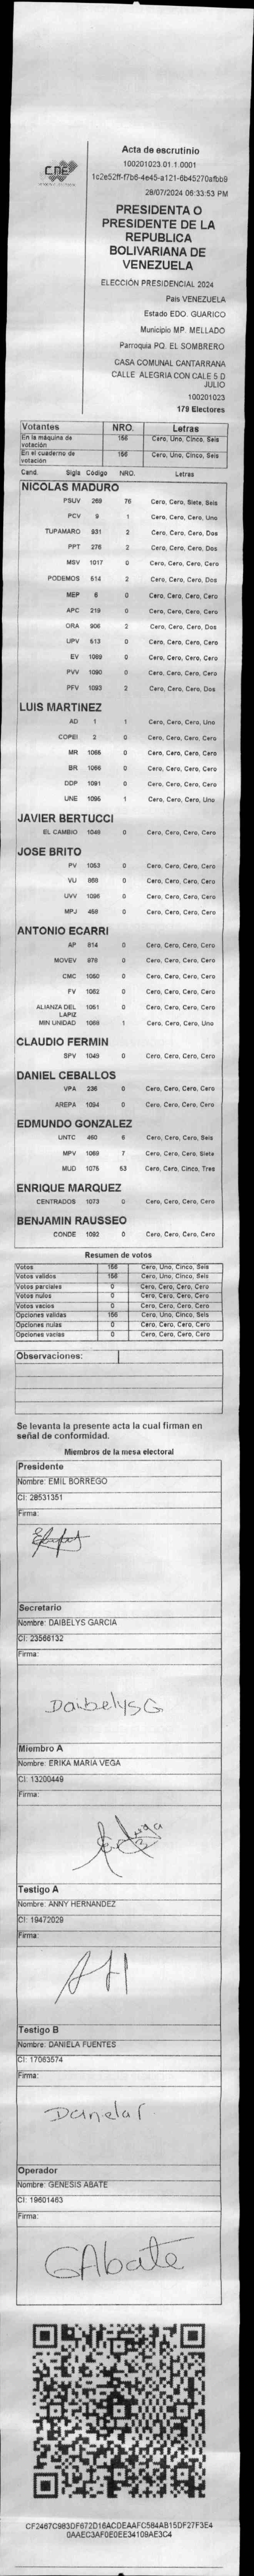 CNE
Acta de escrutinio
100201023.01.1.0001
1c2e52ff-f7b6-4e45-a121-6b45270afbb9
28/07/2024 06:33:53 PM
PRESIDENTA O
PRESIDENTE DE LA
REPUBLICA
BOLIVARIANA DE
VENEZUELA
ELECCIÓN PRESIDENCIAL 2024
País VENEZUELA
Estado EDO. GUARICO
Municipio MP. MELLADO
Parroquia PQ. EL SOMBRERO
CASA COMUNAL CANTARRANA
CALLE ALEGRIA CON CALE 5 D
JULIO
100201023
179 Electores
Votantes NRO. Letras
En la máquina de votación 156 Cero, Uno, Cinco, Seis
En el cuaderno de votación 156 Cero, Uno, Cinco, Seis
Cand. Sigla Código NRO. Letras
NICOLAS MADURO
PSUV 269 76 Cero, Cero, Siete, Seis
PCV 9 1 Cero, Cero, Cero, Uno
TUPAMARO 931 2 Cero, Cero, Cero, Dos
PPT 276 2 Cero, Cero, Cero, Dos
MSV 1017 0 Cero, Cero, Cero, Cero
PODEMOS 514 2 Cero, Cero, Cero, Dos
MEP 6 0 Cero, Cero, Cero, Cero
APC 219 0 Cero, Cero, Cero, Cero
ORA 906 2 Cero, Cero, Cero, Dos
UPV 513 0 Cero, Cero, Cero, Cero
EV 1089 0 Cero, Cero, Cero, Cero
PVV 1090 0 Cero, Cero, Cero, Cero
PFV 1093 2 Cero, Cero, Cero, Dos
LUIS MARTINEZ
AD 1 1 Cero, Cero, Cero, Uno
COPEI 2 0 Cero, Cero, Cero, Cero
MR 1065 0 Cero, Cero, Cero, Cero
BR 1066 0 Cero, Cero, Cero, Cero
DDP 1091 0 Cero, Cero, Cero, Cero
UNE 1095 1 Cero, Cero, Cero, Uno
JAVIER BERTUCCI
EL CAMBIO 1048 0 Cero, Cero, Cero, Cero
JOSE BRITO
PV 1053 0 Cero, Cero, Cero, Cero
VU 868 0 Cero, Cero, Cero, Cero
UVV 1096 0 Cero, Cero, Cero, Cero
MPJ 458 0 Cero, Cero, Cero, Cero
ANTONIO ECARRI
AP 814 0 Cero, Cero, Cero, Cero
MOVEV 978 0 Cero, Cero, Cero, Cero
CMC 1050 0 Cero, Cero, Cero, Cero
FV 1052 0 Cero, Cero, Cero, Cero
ALIANZA DEL LAPIZ 1051 0 Cero, Cero, Cero, Cero
MIN UNIDAD 1068 1 Cero, Cero, Cero, Uno
CLAUDIO FERMIN
SPV 1049 0 Cero, Cero, Cero, Cero
DANIEL CEBALLOS
VPA 236 0 Cero, Cero, Cero, Cero
AREPA 1094 0 Cero, Cero, Cero, Cero
EDMUNDO GONZALEZ
UNTC 460 6 Cero, Cero, Cero, Seis
MPV 1069 7 Cero, Cero, Cero, Siete
MUD 1075 53 Cero, Cero, Cinco, Tres
ENRIQUE MARQUEZ
CENTRADOS 1073 0 Cero, Cero, Cero, Cero
BENJAMIN RAUSSEO
CONDE 1092 0 Cero, Cero, Cero, Cero
Resumen de votos
Votos 156 Cero, Uno, Cinco, Seis
Votos validos 156 Cero, Uno, Cinco, Seis
Votos parciales 0 Cero, Cero, Cero, Cero
Votos nulos 0 Cero, Cero, Cero, Cero
Votos vacios 0 Cero, Cero, Cero, Cero
Opciones validas 156 Cero, Uno, Cinco, Seis
Opciones nulas 0 Cero, Cero, Cero, Cero
Opciones vacias 0 Cero, Cero, Cero, Cero
Observaciones:
Se levanta la presente acta la cual firman en
señal de conformidad.
Miembros de la mesa electoral
Presidente
Nombre: EMIL BORREGO
CI: 28531351
Firma:
Secretario
Nombre: DAIBELYS GARCIA
CI: 23566132
Firma:
Daibelys G.
Miembro A
Nombre: ERIKA MARIA VEGA
CI: 13200449
Firma:
Testigo A
Nombre: ANNY HERNANDEZ
CI: 19472029
Firma:
AH
Testigo B
Nombre: DANIELA FUENTES
CI: 17063574
Firma:
Operador
Nombre: GENESIS ABATE
CI: 19601463
Firma:
GAbate
CF2467C983DF672D16ACDEAAFC584AB15DF27F3E4
0AAEC3AF0E0EE34109AE3C4